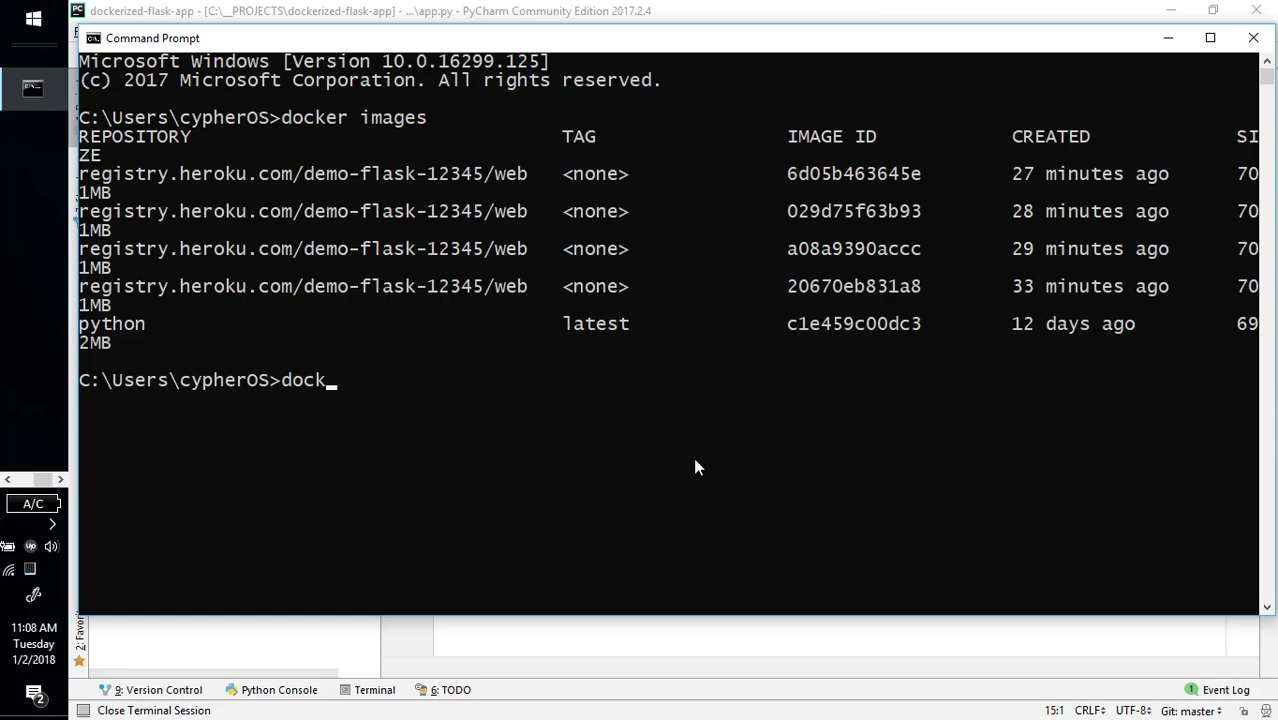 dockerized-flask-app - [C:\__PROJECTS\dockerized-flask-app] - ...\app.py - PyCharm Community Edition 2017.2.4
Command Prompt
Microsoft Windows [Version 10.0.16299.125]
(c) 2017 Microsoft Corporation. All rights reserved.
C:\Users\cypherOS>docker images
REPOSITORY TAG IMAGE ID CREATED SI
ZE
registry.heroku.com/demo-flask-12345/web <none> 6d05b463645e 27 minutes ago 70
1MB
registry.heroku.com/demo-flask-12345/web <none> 029d75f63b93 28 minutes ago 70
1MB
registry.heroku.com/demo-flask-12345/web <none> a08a9390accc 29 minutes ago 70
1MB
registry.heroku.com/demo-flask-12345/web <none> 20670eb831a8 33 minutes ago 70
1MB
python latest c1e459c00dc3 12 days ago 69
2MB
C:\Users\cypherOS>dock_
A/C
up
11:08 AM
Tuesday
1/2/2018
2
2: Favor
9: Version Control Python Console Terminal 6: TODO 1 Event Log
Close Terminal Session 15:1 CRLF UTF-8 Git: master